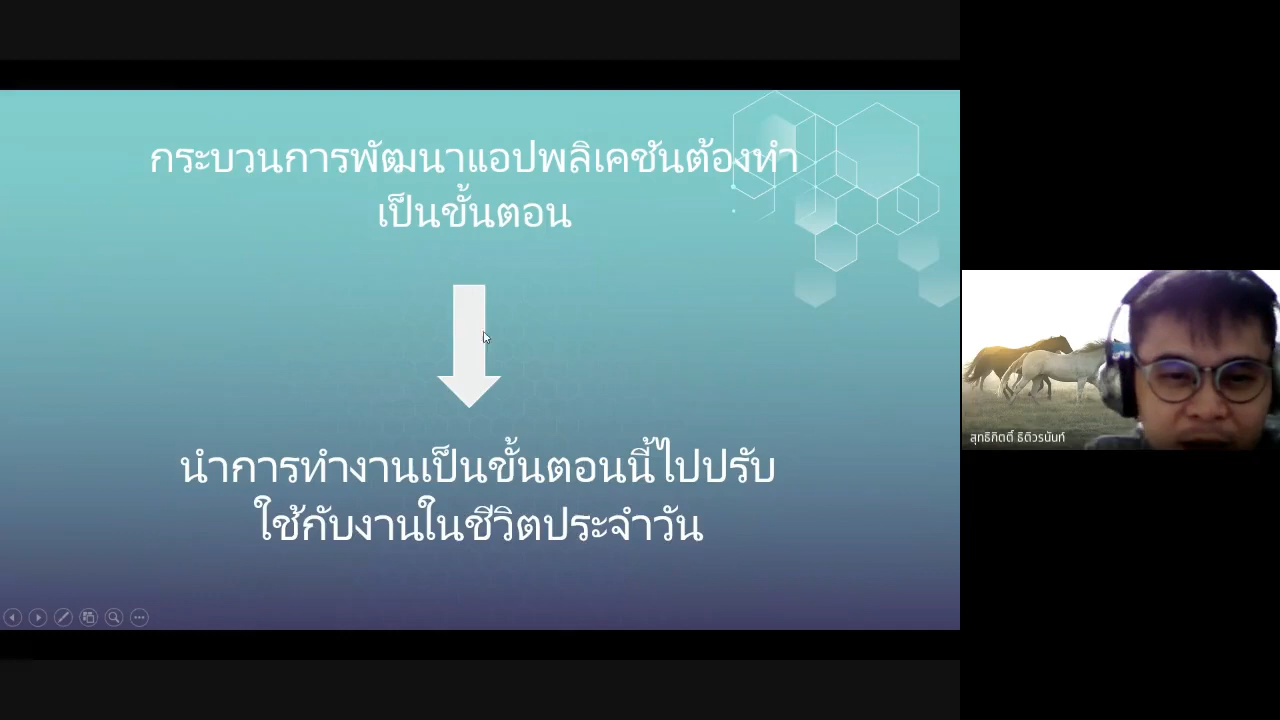 กระบวนการพัฒนาแอปพลิเคชันต้องทำ
เป็นขั้นตอน
นำการทำงานเป็นขั้นตอนนี้ไปปรับ
ใช้กับงานในชีวิตประจำวัน
สุทธิกิตติ์ ธิติวรนันท์